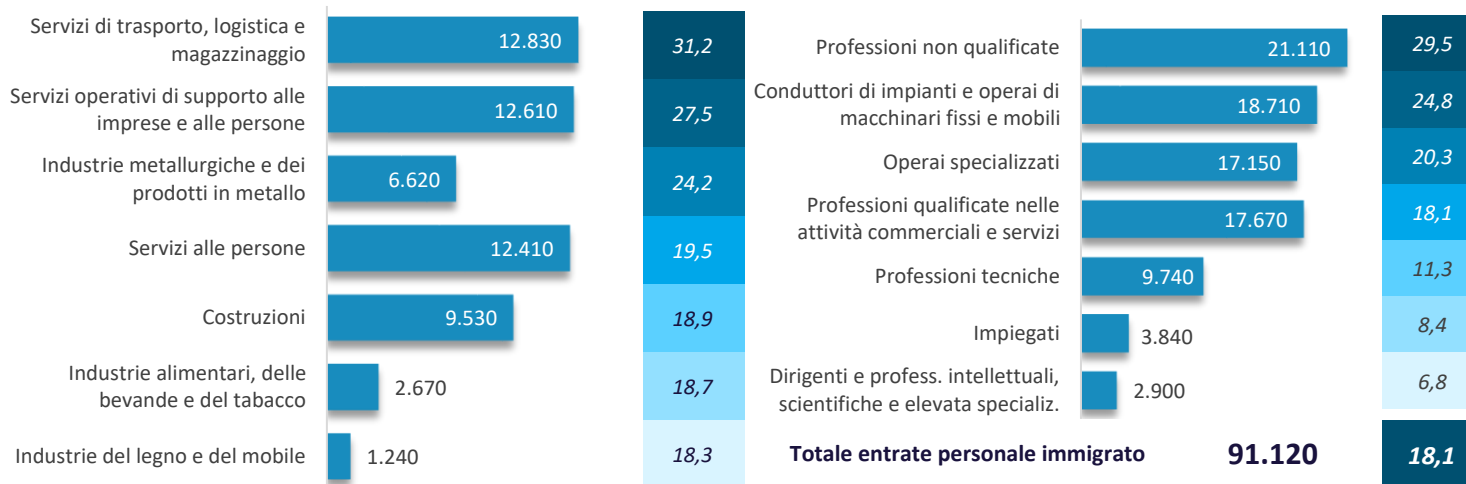 Servizi di trasporto, logistica e
magazzinaggio
12.830
31,2
Servizi operativi di supporto alle
imprese e alle persone
12.610
27,5
Industrie metallurgiche e dei
prodotti in metallo
6.620
24,2
Servizi alle persone
12.410
19,5
Costruzioni
9.530
18,9
Industrie alimentari, delle
bevande e del tabacco
2.670
18,7
Industrie del legno e del mobile
1.240
18,3
Professioni non qualificate
21.110
29,5
Conduttori di impianti e operai di
macchinari fissi e mobili
18.710
24,8
Operai specializzati
17.150
20,3
Professioni qualificate nelle
attività commerciali e servizi
17.670
18,1
Professioni tecniche
9.740
11,3
Impiegati
3.840
8,4
Dirigenti e profess. intellettuali,
scientifiche e elevata specializ.
2.900
6,8
Totale entrate personale immigrato 91.120 18,1